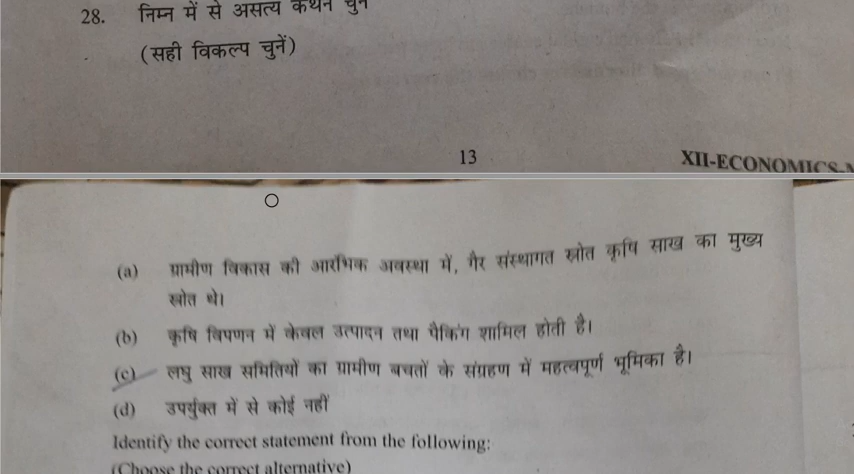 28. निम्न में से असत्य कथन चुनें
(सही विकल्प चुनें)
13
XII-ECONOMICS-
(a) ग्रामीण विकास की आरंभिक अवस्था में, गैर संस्थागत स्रोत कृषि साख का मुख्य
स्रोत थे।
(b) कृषि विपणन में केवल उत्पादन तथा पैकिंग शामिल होती है।
(c) लघु साख समितियों का ग्रामीण बचतों के संग्रहण में महत्वपूर्ण भूमिका है।
(d) उपर्युक्त में से कोई नहीं
Identify the correct statement from the following:
(Choose the correct alternative)